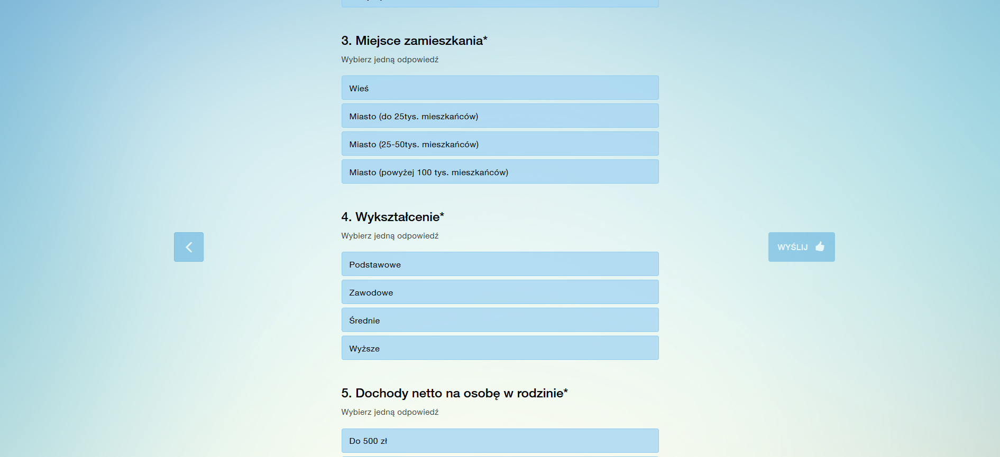 3. Miejsce zamieszkania*
Wybierz jedną odpowiedź
Wieś
Miasto (do 25tys. mieszkańców)
Miasto (25-50tys. mieszkańców)
Miasto (powyżej 100 tys. mieszkańców)
4. Wykształcenie*
Wybierz jedną odpowiedź
WYŚLIJ
Podstawowe
Zawodowe
Średnie
Wyższe
5. Dochody netto na osobę w rodzinie*
Wybierz jedną odpowiedź
Do 500 zł